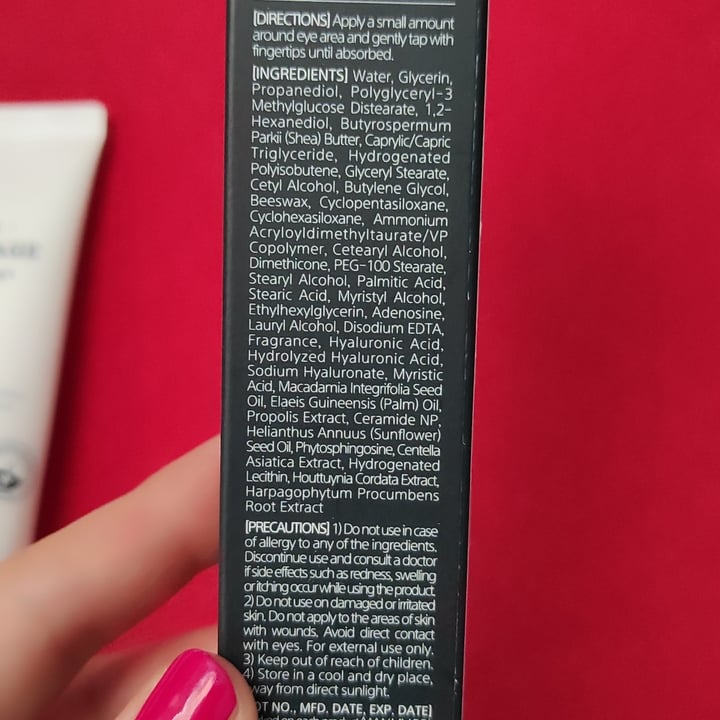 [DIRECTIONS] Apply a small amount
around eye area and gently tap with
fingertips until absorbed.
[INGREDIENTS] Water, Glycerin,
Propanediol, Polyglyceryl-3
Methylglucose Distearate, 1,2-
Hexanediol, Butyrospermum
Parkii (Shea) Butter, Caprylic/Capric
Triglyceride, Hydrogenated
Polyisobutene, Glyceryl Stearate,
Cetyl Alcohol, Butylene Glycol,
Beeswax, Cyclopentasiloxane,
Cyclohexasiloxane, Ammonium
Acryloyldimethyltaurate/VP
Copolymer, Cetearyl Alcohol,
Dimethicone, PEG-100 Stearate,
Stearyl Alcohol, Palmitic Acid,
Stearic Acid, Myristyl Alcohol,
Ethylhexylglycerin, Adenosine,
Lauryl Alcohol, Disodium EDTA,
Fragrance, Hyaluronic Acid,
Hydrolyzed Hyaluronic Acid,
Sodium Hyaluronate, Myristic
Acid, Macadamia Integrifolia Seed
Oil, Elaeis Guineensis (Palm) Oil,
Propolis Extract, Ceramide NP,
Helianthus Annuus (Sunflower)
Seed Oil, Phytosphingosine, Centella
Asiatica Extract, Hydrogenated
Lecithin, Houttuynia Cordata Extract,
Harpagophytum Procumbens
Root Extract
[PRECAUTIONS] 1) Do not use in case
of allergy to any of the ingredients.
Discontinue use and consult a doctor
if side effects such as redness, swelling
or itching occur while using the product.
2) Do not use on damaged or irritated
skin. Do not apply to the areas of skin
with wounds. Avoid direct contact
with eyes. For external use only.
3) Keep out of reach of children.
4) Store in a cool and dry place,
way from direct sunlight.
OT NO., MFD. DATE, EXP. DATE]